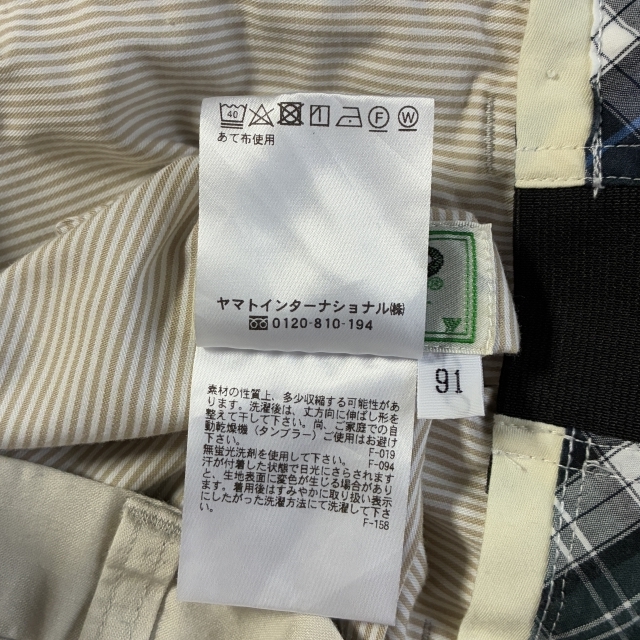 40 F W
あて布使用
ヤマトインターナショナル㈱
0120-810-194
91
素材の性質上、多少収縮する可能性があ
ります。洗濯後は、丈方向に伸ばし形を
整えて干して下さい。尚、ご家庭での自
動乾燥機（タンブラー）ご使用はお避け
下さい。 F-019
無蛍光洗剤を使用して下さい。 F-094
汗が付着した状態で日光にさらされます
と、生地表面に変色が生じる場合があり
ます。着用後はすみやかに取り扱い表示
にしたがった洗濯方法にて洗濯して下さ
い。 F-158